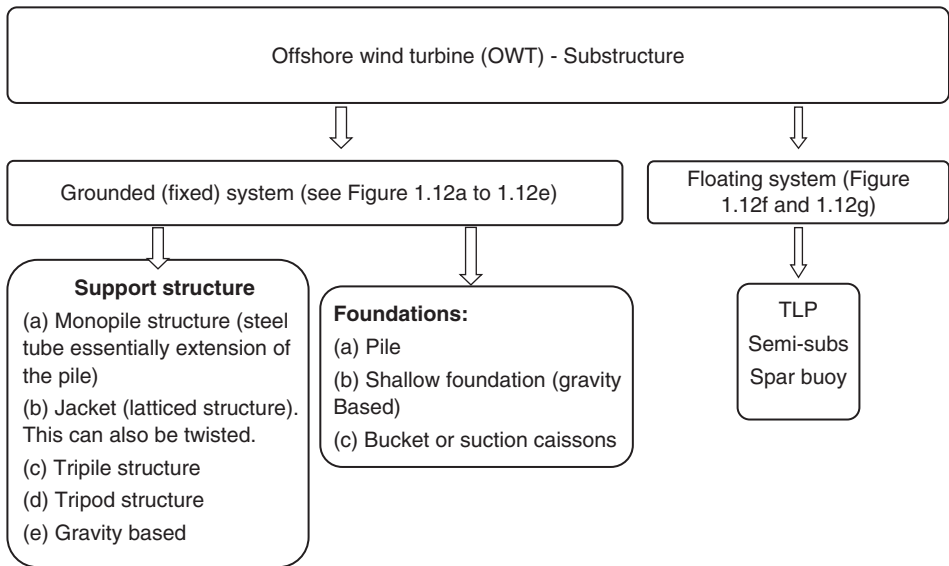 Offshore wind turbine (OWT) - Substructure
Grounded (fixed) system (see Figure 1.12a to 1.12e)
Floating system (Figure
1.12f and 1.12g)
Support structure
(a) Monopile structure (steel
tube essentially extension of
the pile)
(b) Jacket (latticed structure).
This can also be twisted.
(c) Tripile structure
(d) Tripod structure
(e) Gravity based
Foundations:
(a) Pile
(b) Shallow foundation (gravity
Based)
(c) Bucket or suction caissons
TLP
Semi-subs
Spar buoy